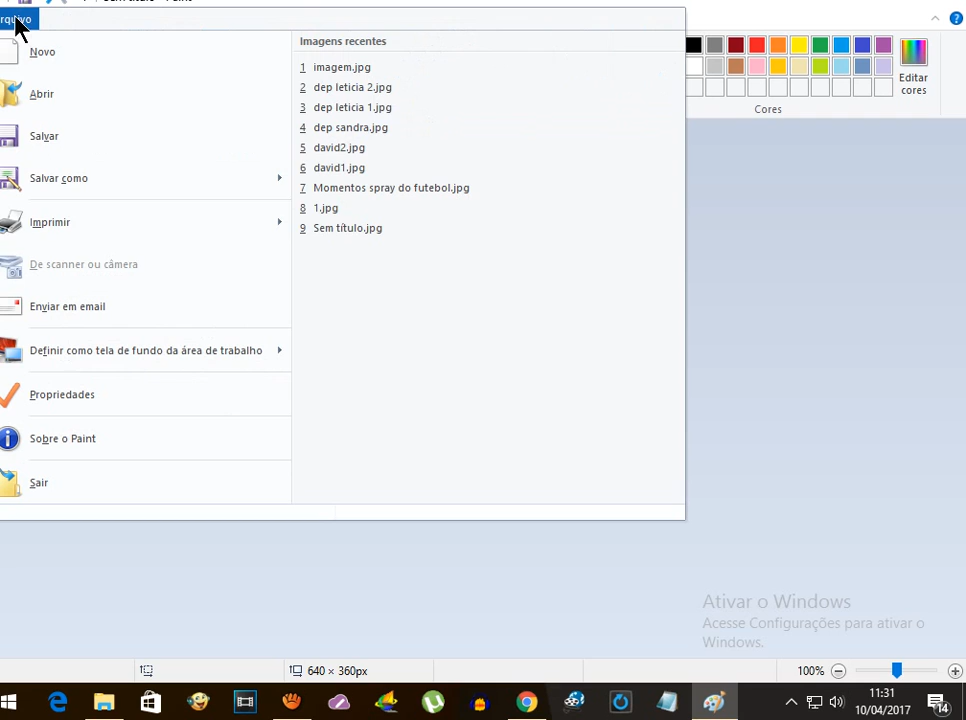 rquivo
Novo
Abrir
Salvar
Salvar como
Imprimir
De scanner ou câmera
Enviar em email
Definir como tela de fundo da área de trabalho
Propriedades
Sobre o Paint
Sair
Imagens recentes
1 imagem.jpg
2 dep leticia 2.jpg
3 dep leticia 1.jpg
4 dep sandra.jpg
5 david2.jpg
6 david1.jpg
7 Momentos spray do futebol.jpg
8 1.jpg
9 Sem título.jpg
Editar
cores
Cores
Ativar o Windows
Acesse Configurações para ativar o
Windows.
640 × 360px
100%
11:31
10/04/2017
14